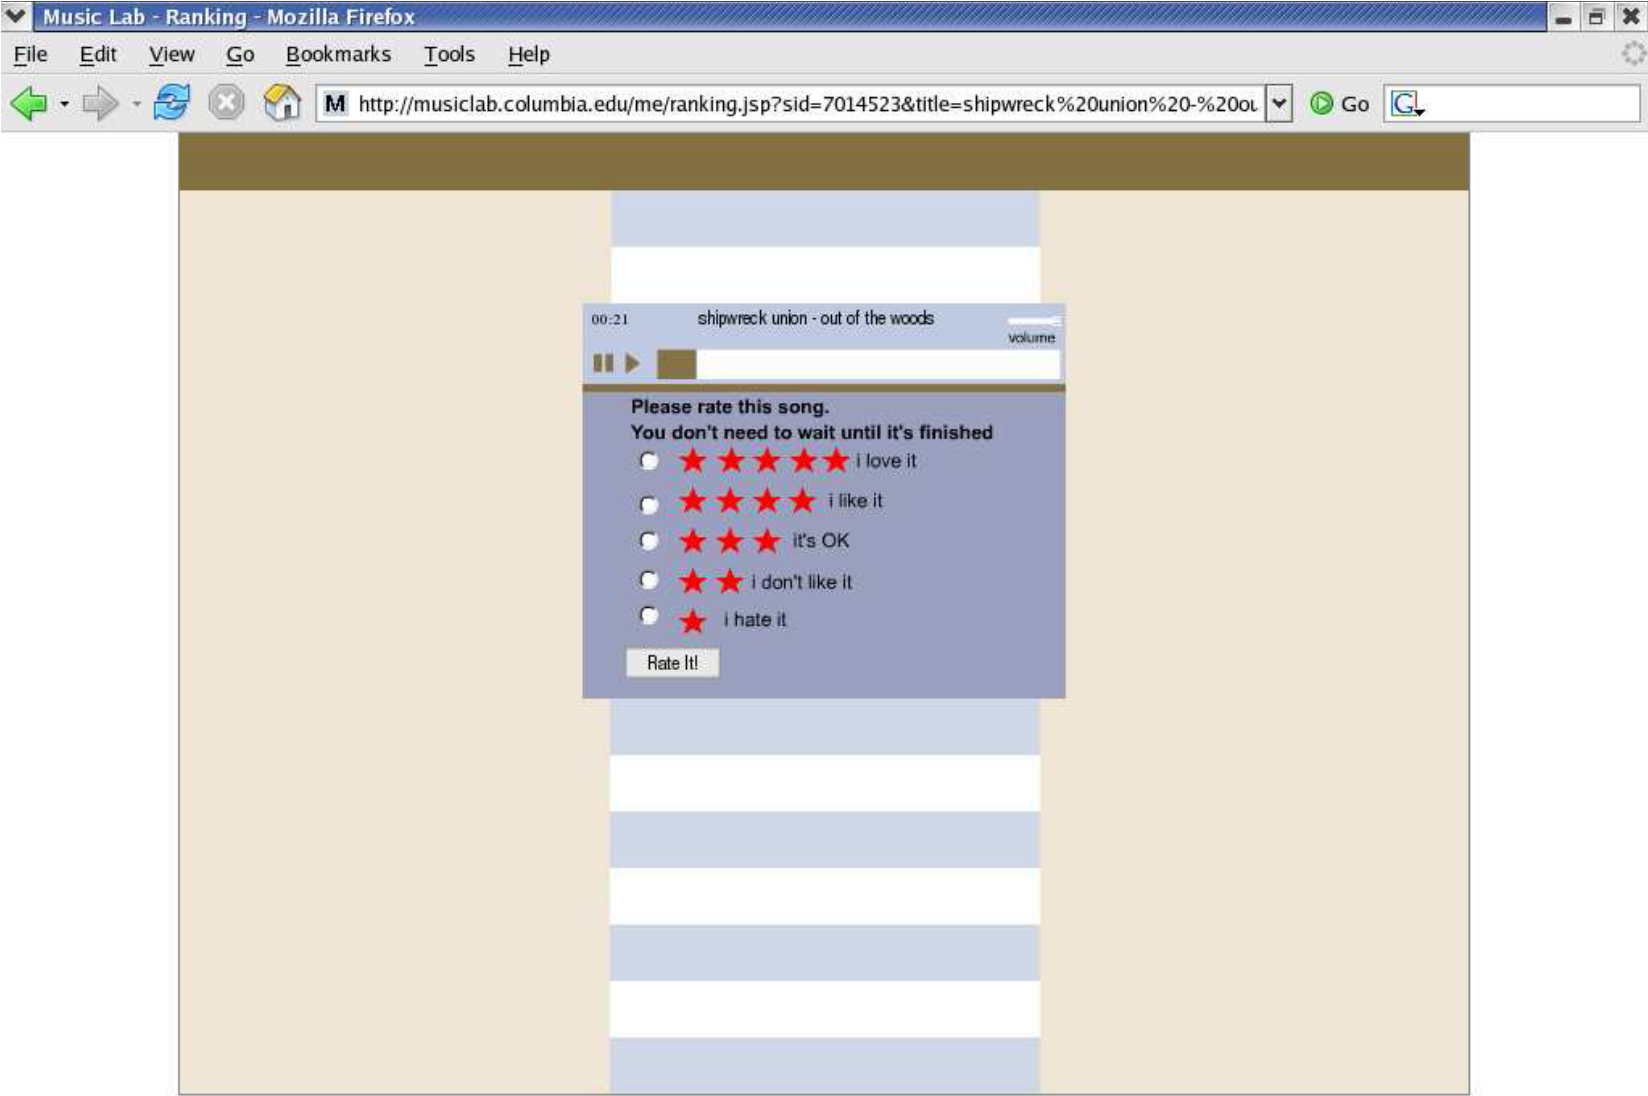 Music Lab - Ranking - Mozilla Firefox
File Edit View Go Bookmarks Tools Help
M http://musiclab.columbia.edu/me/ranking.jsp?sid=7014523&title=shipwreck%20union%20-%20ou Go G
00:21 shipwreck union - out of the woods
volume
Please rate this song.
You don't need to wait until it's finished
i love it
i like it
it's OK
i don't like it
i hate it
Rate It!